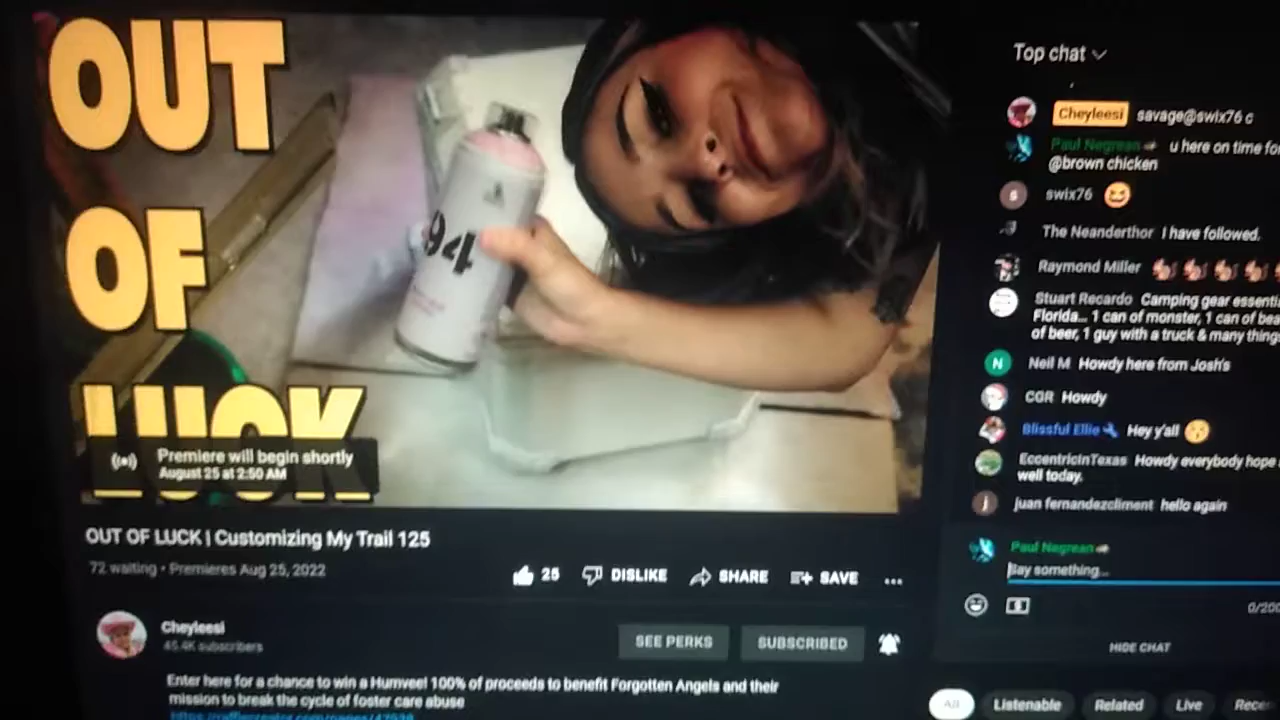 OUT
OF
LUCK
94
Premiere will begin shortly
August 25 at 2:50 AM
OUT OF LUCK | Customizing My Trail 125
72 waiting • Premieres Aug 25, 2022
25 DISLIKE SHARE SAVE ...
Cheyleesi
45.4K subscribers
SEE PERKS SUBSCRIBED
Enter here for a chance to win a Humvee! 100% of proceeds to benefit Forgotten Angels and their
mission to break the cycle of foster care abuse
Top chat
Cheyleesi savage@swix76 c
Paul Negrean u here on time fo
@brown chicken
s swix76
The Neanderthor I have followed.
Raymond Miller
Stuart Recardo Camping gear essenti
Florida... 1 can of monster, 1 can of bea
of beer, 1 guy with a truck & many thing
N Neil M Howdy here from Josh's
CGR Howdy
Blissful Ellie Hey y'all
EccentricInTexas Howdy everybody hope
well today.
j juan fernandezcliment hello again
Paul Negrean
Say something...
0/200
HIDE CHAT
All Listenable Related Live Rece